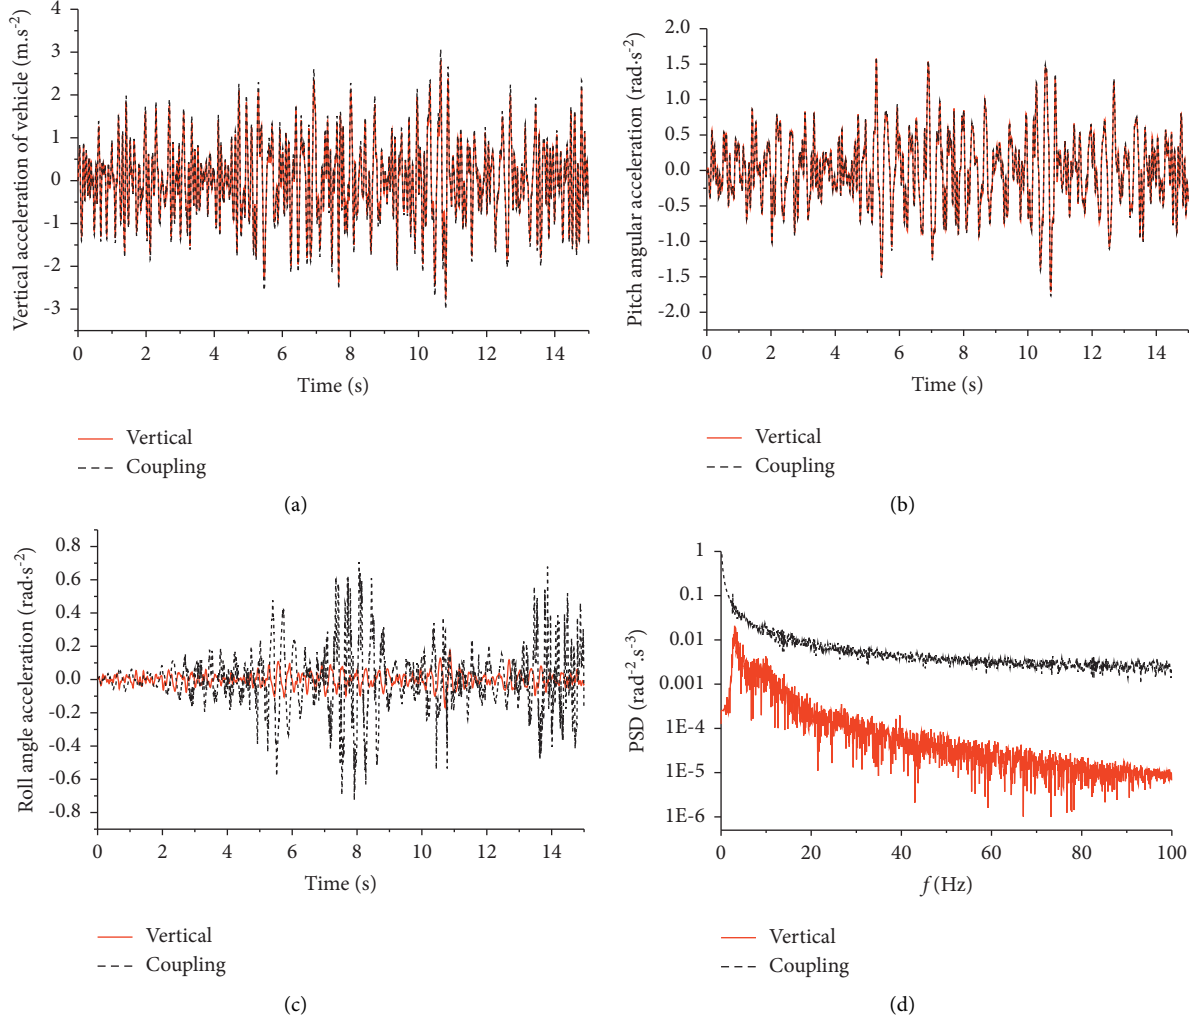 Vertical acceleration of vehicle (m.s-2)
4
3
2
1
0
-1
-2
-3
0 2 4 6 8 10 12 14
Time (s)
Vertical
Coupling
(a)
Pitch angular acceleration (rad·s-2)
2.0
1.5
1.0
0.5
0.0
-0.5
-1.0
-1.5
-2.0
0 2 4 6 8 10 12 14
Time (s)
Vertical
Coupling
(b)
Roll angle acceleration (rad·s-2)
0.8
0.6
0.4
0.2
0.0
-0.2
-0.4
-0.6
-0.8
0 2 4 6 8 10 12 14
Time (s)
Vertical
Coupling
(c)
PSD (rad-2.s-3)
1
0.1
0.01
0.001
1E-4
1E-5
1E-6
0 20 40 60 80 100
f (Hz)
Vertical
Coupling
(d)